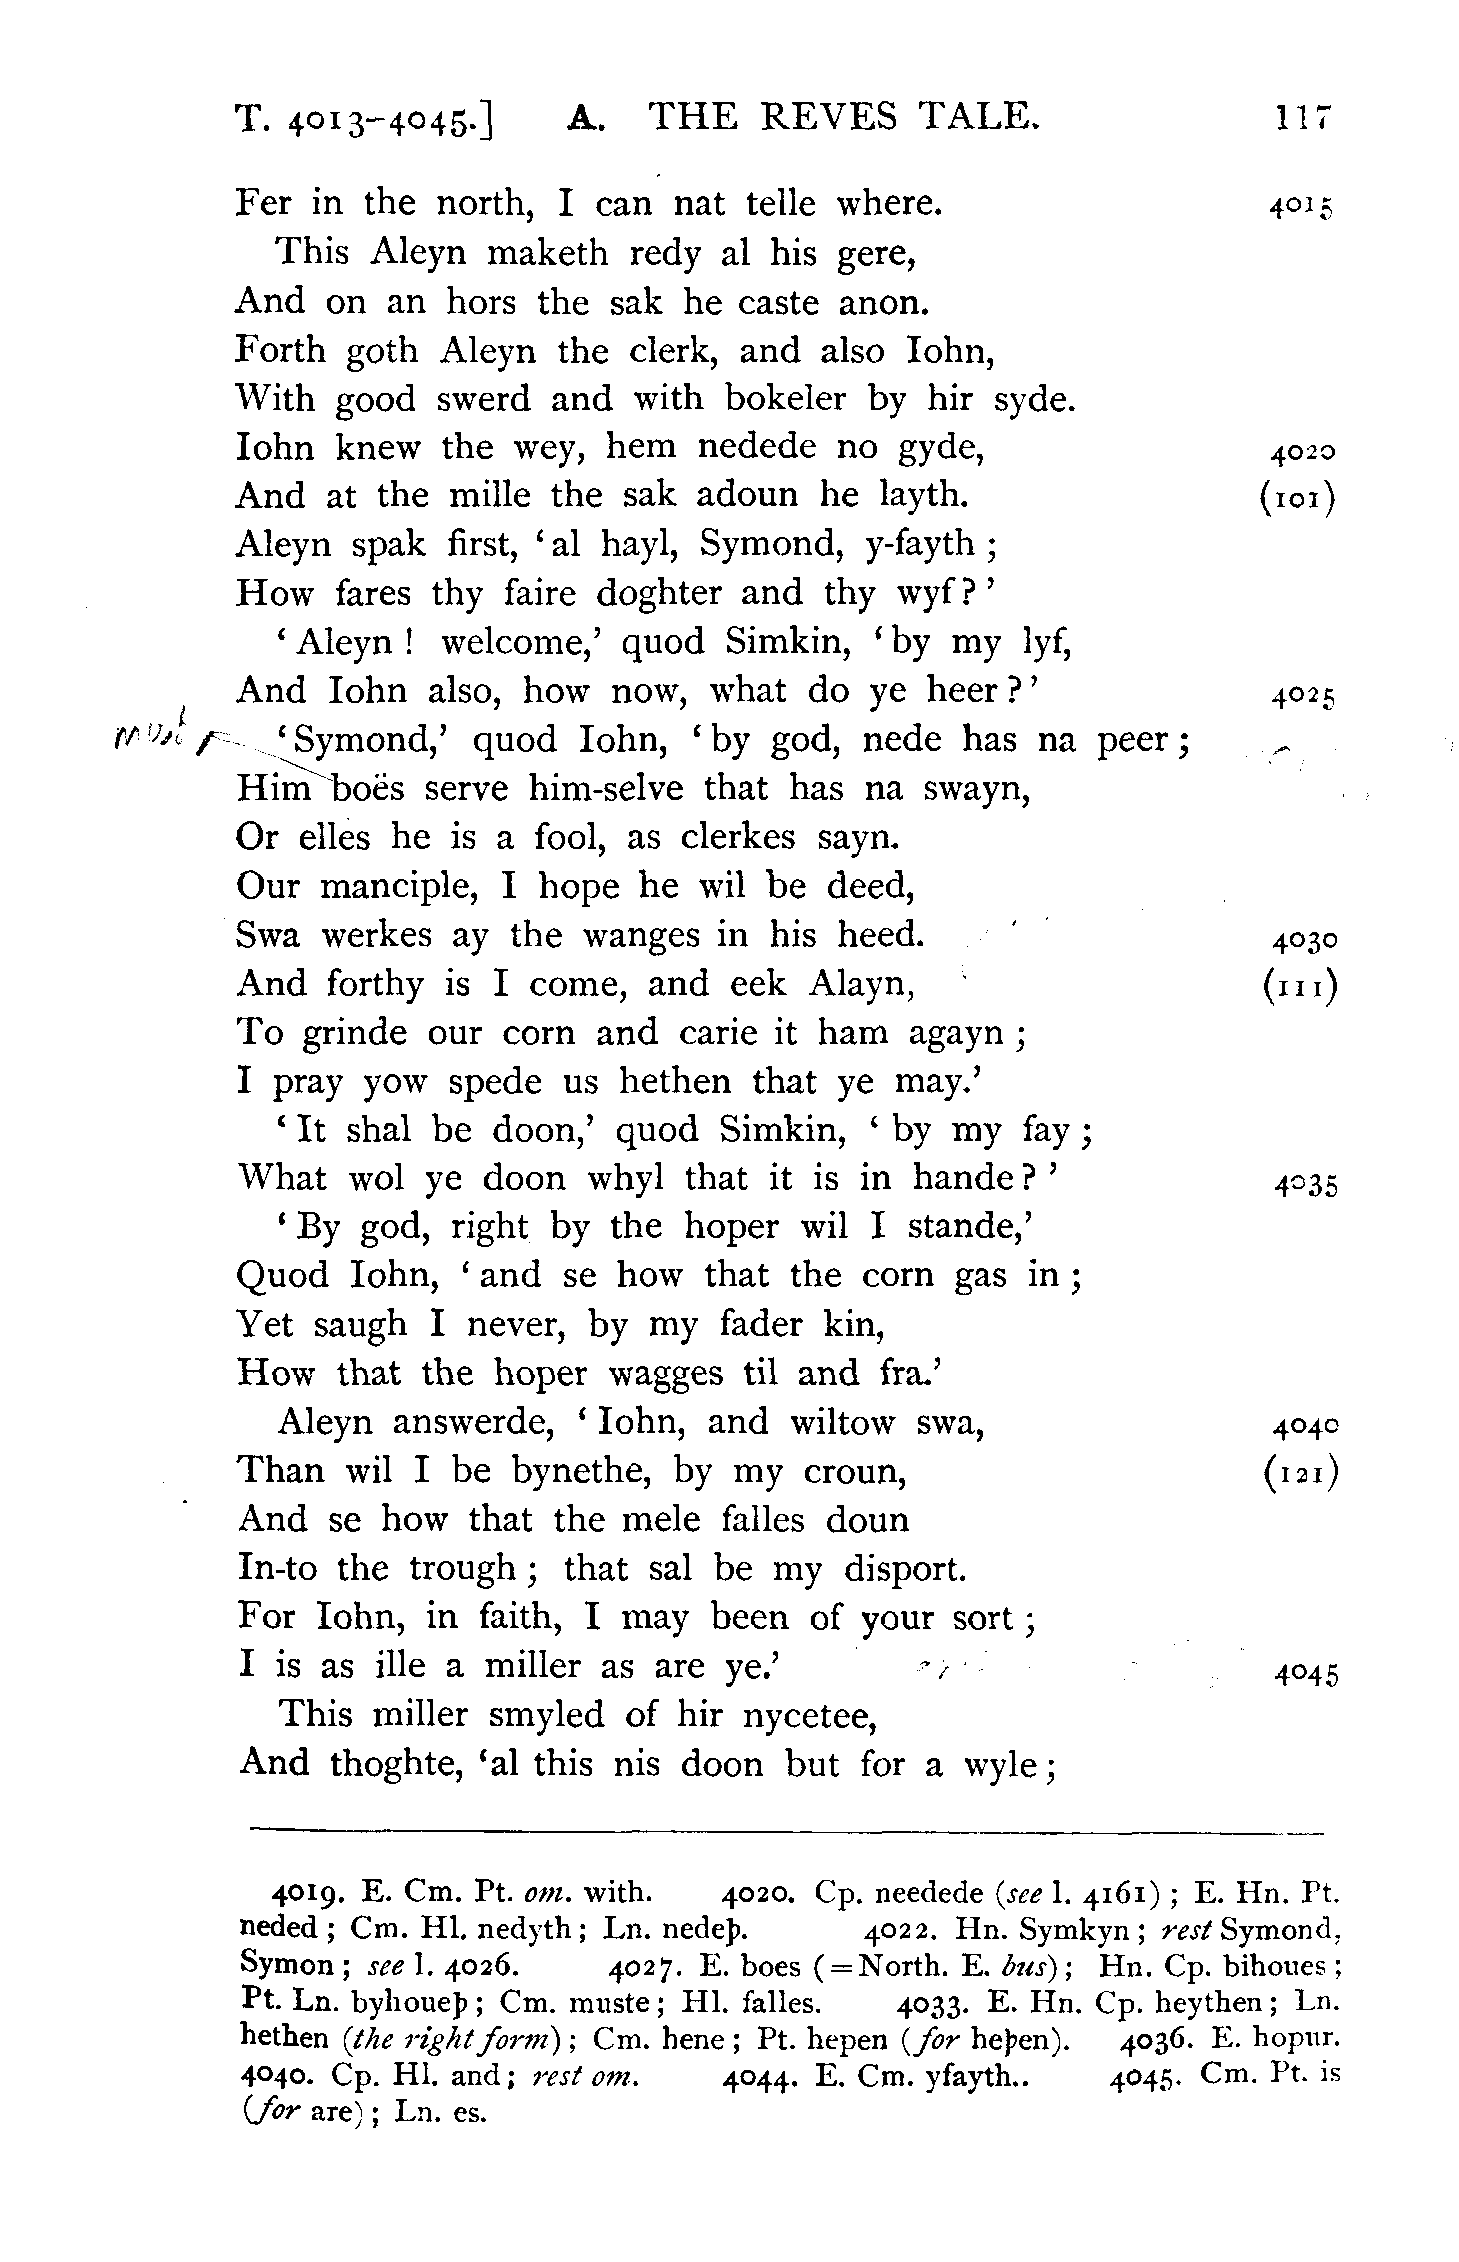 T. 4013–4045.] A. THE REVES TALE. 117
Fer in the north, I can nat telle where. 4015
This Aleyn maketh redy al his gere,
And on an hors the sak he caste anon.
Forth goth Aleyn the clerk, and also Iohn,
With good swerd and with bokeler by hir syde.
Iohn knew the wey, hem nedede no gyde, 4020
And at the mille the sak adoun he layth. (101)
Aleyn spak first, ‘al hayl, Symond, y-fayth ;
How fares thy faire doghter and thy wyf?’
‘Aleyn ! welcome,’ quod Simkin, ‘by my lyf,
And Iohn also, how now, what do ye heer?’ 4025
must ‘Symond,’ quod Iohn, ‘by god, nede has na peer ;
Him boës serve him-selve that has na swayn,
Or elles he is a fool, as clerkes sayn.
Our manciple, I hope he wil be deed,
Swa werkes ay the wanges in his heed. 4030
And forthy is I come, and eek Alayn, (111)
To grinde our corn and carie it ham agayn ;
I pray yow spede us hethen that ye may.’
‘It shal be doon,’ quod Simkin, ‘by my fay ;
What wol ye doon whyl that it is in hande?’ 4035
‘By god, right by the hoper wil I stande,’
Quod Iohn, ‘and se how that the corn gas in ;
Yet saugh I never, by my fader kin,
How that the hoper wagges til and fra.’
Aleyn answerde, ‘Iohn, and wiltow swa, 4040
Than wil I be bynethe, by my croun, (121)
And se how that the mele falles doun
In-to the trough ; that sal be my disport.
For Iohn, in faith, I may been of your sort ;
I is as ille a miller as are ye.’ 4045
This miller smyled of hir nycetee,
And thoghte, ‘al this nis doon but for a wyle ;
4019. E. Cm. Pt. om. with. 4020. Cp. needede (see l. 4161) ; E. Hn. Pt.
neded ; Cm. Hl. nedyth ; Ln. nedeþ. 4022. Hn. Symkyn ; rest Symond,
Symon ; see l. 4026. 4027. E. boes (=North. E. bus) ; Hn. Cp. bihoues ;
Pt. Ln. byhoueþ ; Cm. muste ; Hl. falles. 4033. E. Hn. Cp. heythen ; Ln.
hethen (the right form) ; Cm. hene ; Pt. hepen (for heþen). 4036. E. hopur.
4040. Cp. Hl. and ; rest om. 4044. E. Cm. yfayth.. 4045. Cm. Pt. is
(for are) ; Ln. es.